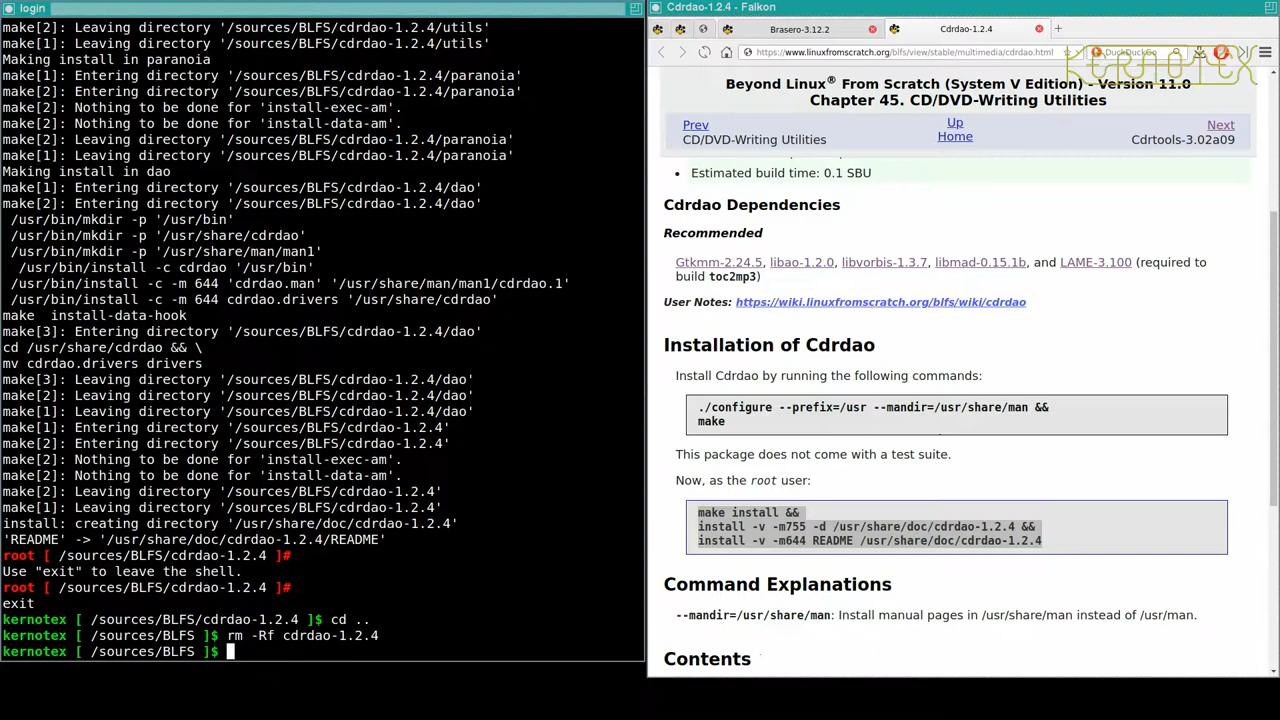 login
make[2]: Leaving directory '/sources/BLFS/cdrdao-1.2.4/utils'
make[1]: Leaving directory '/sources/BLFS/cdrdao-1.2.4/utils'
Making install in paranoia
make[1]: Entering directory '/sources/BLFS/cdrdao-1.2.4/paranoia'
make[2]: Entering directory '/sources/BLFS/cdrdao-1.2.4/paranoia'
make[2]: Nothing to be done for 'install-exec-am'.
make[2]: Nothing to be done for 'install-data-am'.
make[2]: Leaving directory '/sources/BLFS/cdrdao-1.2.4/paranoia'
make[1]: Leaving directory '/sources/BLFS/cdrdao-1.2.4/paranoia'
Making install in dao
make[1]: Entering directory '/sources/BLFS/cdrdao-1.2.4/dao'
make[2]: Entering directory '/sources/BLFS/cdrdao-1.2.4/dao'
/usr/bin/mkdir -p '/usr/bin'
/usr/bin/mkdir -p '/usr/share/cdrdao'
/usr/bin/mkdir -p '/usr/share/man/man1'
/usr/bin/install -c cdrdao '/usr/bin'
/usr/bin/install -c -m 644 'cdrdao.man' '/usr/share/man/man1/cdrdao.1'
/usr/bin/install -c -m 644 cdrdao.drivers '/usr/share/cdrdao'
make  install-data-hook
make[3]: Entering directory '/sources/BLFS/cdrdao-1.2.4/dao'
cd /usr/share/cdrdao && \
mv cdrdao.drivers drivers
make[3]: Leaving directory '/sources/BLFS/cdrdao-1.2.4/dao'
make[2]: Leaving directory '/sources/BLFS/cdrdao-1.2.4/dao'
make[1]: Leaving directory '/sources/BLFS/cdrdao-1.2.4/dao'
make[1]: Entering directory '/sources/BLFS/cdrdao-1.2.4'
make[2]: Entering directory '/sources/BLFS/cdrdao-1.2.4'
make[2]: Nothing to be done for 'install-exec-am'.
make[2]: Nothing to be done for 'install-data-am'.
make[2]: Leaving directory '/sources/BLFS/cdrdao-1.2.4'
make[1]: Leaving directory '/sources/BLFS/cdrdao-1.2.4'
install: creating directory '/usr/share/doc/cdrdao-1.2.4'
'README' -> '/usr/share/doc/cdrdao-1.2.4/README'
root [ /sources/BLFS/cdrdao-1.2.4 ]#
Use "exit" to leave the shell.
root [ /sources/BLFS/cdrdao-1.2.4 ]#
exit
kernotex [ /sources/BLFS/cdrdao-1.2.4 ]$ cd ..
kernotex [ /sources/BLFS ]$ rm -Rf cdrdao-1.2.4
kernotex [ /sources/BLFS ]$
Cdrdao-1.2.4 - Falkon
Brasero-3.12.2
Cdrdao-1.2.4
https://www.linuxfromscratch.org/blfs/view/stable/multimedia/cdrdao.html
DuckDuckGo
KERNOTEX
Beyond Linux® From Scratch (System V Edition) - Version 11.0
Chapter 45. CD/DVD-Writing Utilities
Prev
Up
Next
CD/DVD-Writing Utilities
Home
Cdrtools-3.02a09
• Estimated build time: 0.1 SBU
Cdrdao Dependencies
Recommended
Gtkmm-2.24.5, libao-1.2.0, libvorbis-1.3.7, libmad-0.15.1b, and LAME-3.100 (required to
build toc2mp3)
User Notes: https://wiki.linuxfromscratch.org/blfs/wiki/cdrdao
Installation of Cdrdao
Install Cdrdao by running the following commands:
./configure --prefix=/usr --mandir=/usr/share/man &&
make
This package does not come with a test suite.
Now, as the root user:
make install &&
install -v -m755 -d /usr/share/doc/cdrdao-1.2.4 &&
install -v -m644 README /usr/share/doc/cdrdao-1.2.4
Command Explanations
--mandir=/usr/share/man: Install manual pages in /usr/share/man instead of /usr/man.
Contents